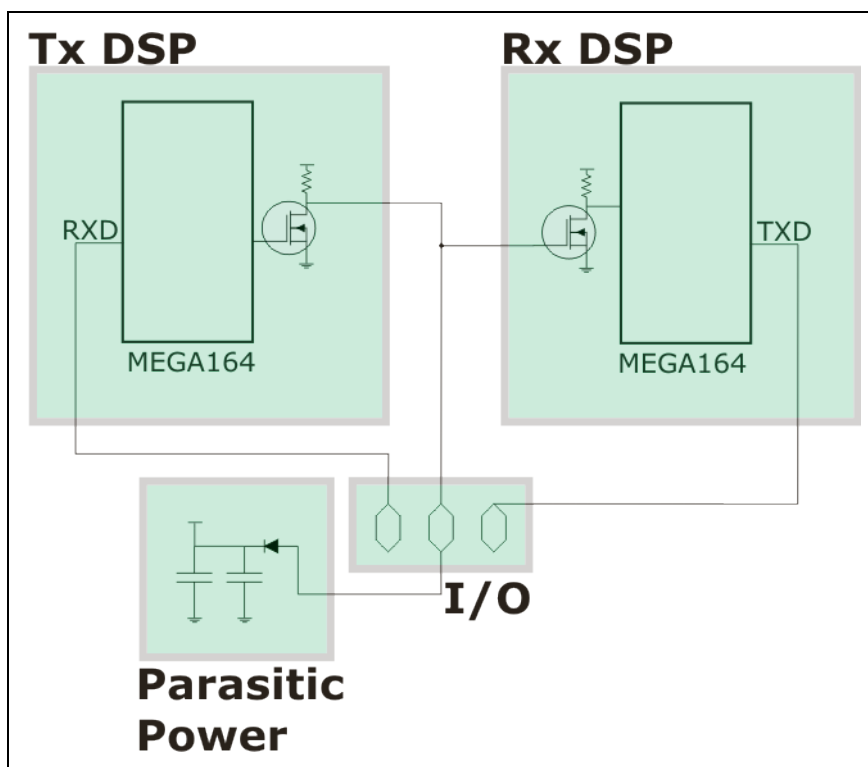 Tx DSP
Rx DSP
RXD
TXD
MEGA164
MEGA164
I/O
Parasitic
Power